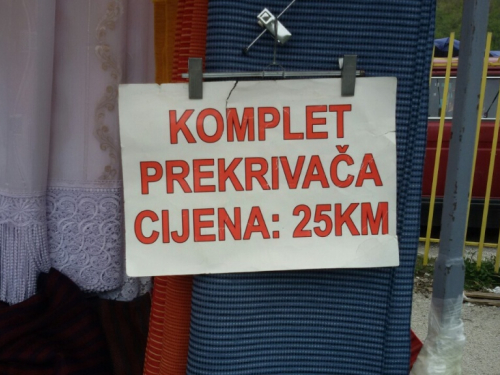 KOMPLET
PREKRIVAČA
CIJENA: 25KM